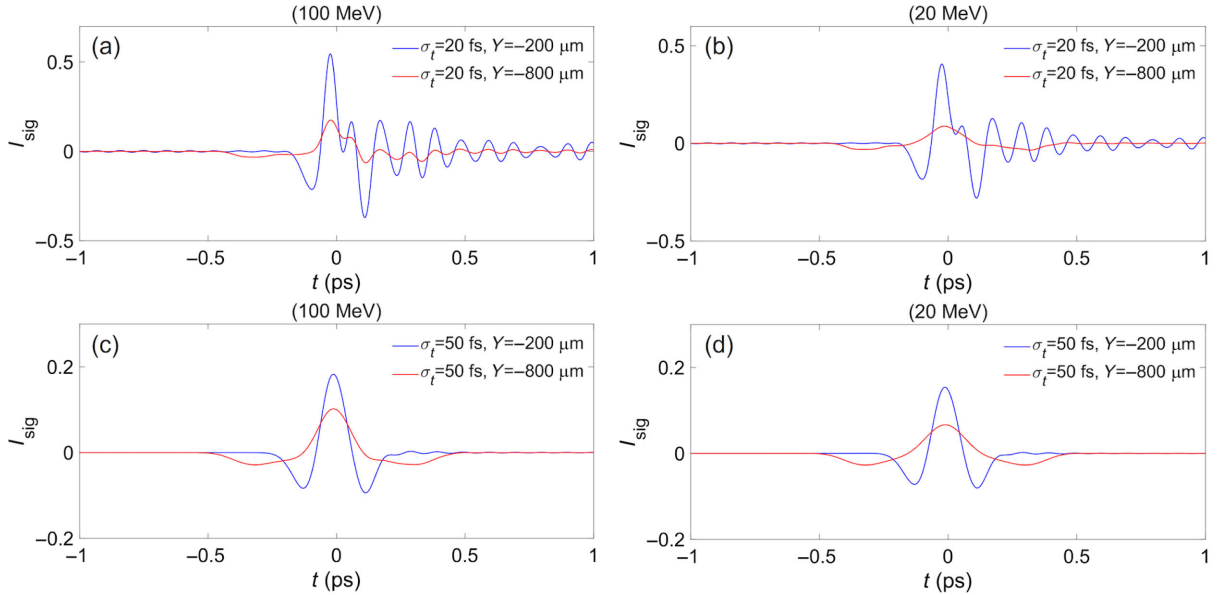 (100 MeV)
(a)
σt=20 fs, Y=−200 μm
σt=20 fs, Y=−800 μm
0.5
0
−0.5
Isig
−1 −0.5 0 0.5 1
t (ps)
(20 MeV)
(b)
σt=20 fs, Y=−200 μm
σt=20 fs, Y=−800 μm
0.5
0
−0.5
Isig
−1 −0.5 0 0.5 1
t (ps)
(100 MeV)
(c)
σt=50 fs, Y=−200 μm
σt=50 fs, Y=−800 μm
0.2
0
−0.2
Isig
−1 −0.5 0 0.5 1
t (ps)
(20 MeV)
(d)
σt=50 fs, Y=−200 μm
σt=50 fs, Y=−800 μm
0.2
0
−0.2
Isig
−1 −0.5 0 0.5 1
t (ps)